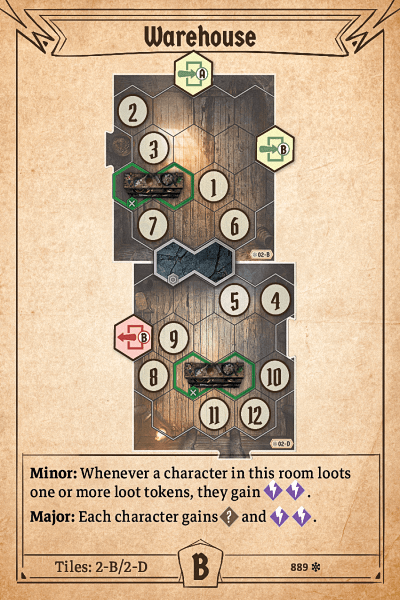 Warehouse
A
2
B
3
1
7
6
02-B
5
4
B
9
8
10
11
12
02-D
Minor: Whenever a character in this room loots
one or more loot tokens, they gain .
Major: Each character gains ? and .
Tiles: 2-B/2-D
B
889